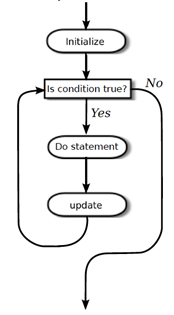 Initialize
Is condition true?
No
Yes
Do statement
update